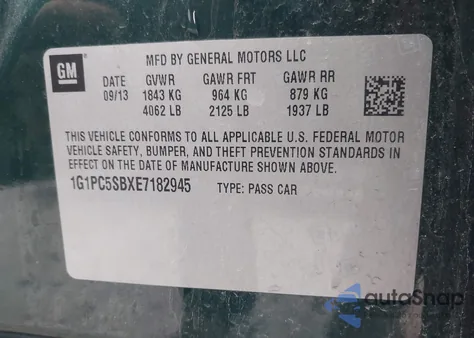 GM
MFD BY GENERAL MOTORS LLC
DATE GVWR GAWR FRT GAWR RR
09/13 1843 KG 964 KG 879 KG
4062 LB 2125 LB 1937 LB
THIS VEHICLE CONFORMS TO ALL APPLICABLE U.S. FEDERAL MOTOR
VEHICLE SAFETY, BUMPER, AND THEFT PREVENTION STANDARDS IN
EFFECT ON THE DATE OF MANUFACTURE SHOWN ABOVE.
1G1PC5SBXE7182945 TYPE: PASS CAR
autoSnap